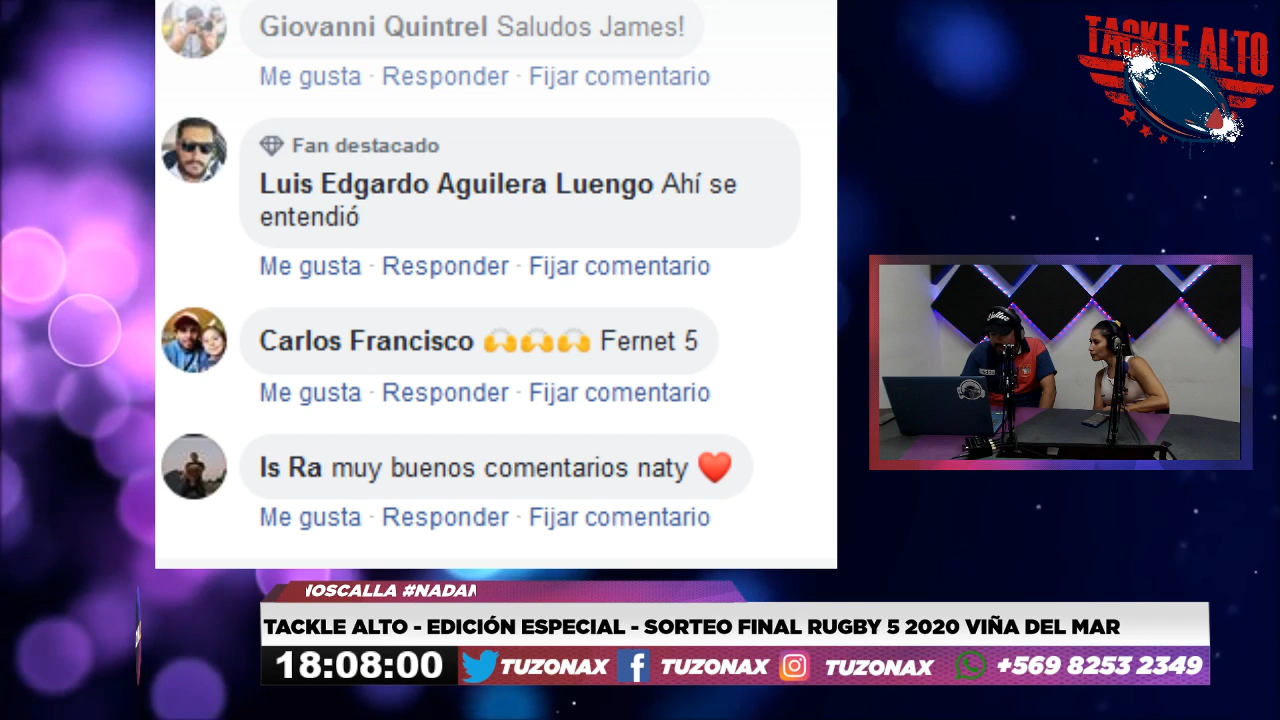 Giovanni Quintrel Saludos James!
Me gusta · Responder · Fijar comentario
Fan destacado
Luis Edgardo Aguilera Luengo Ahí se
entendió
Me gusta · Responder · Fijar comentario
Carlos Francisco 🙌🙌🙌 Fernet 5
Me gusta · Responder · Fijar comentario
Is Ra muy buenos comentarios naty ❤️
Me gusta · Responder · Fijar comentario
TACKLE ALTO
IOSCALLA #NADAN
TACKLE ALTO - EDICIÓN ESPECIAL - SORTEO FINAL RUGBY 5 2020 VIÑA DEL MAR
18:08:00 TUZONAX TUZONAX TUZONAX +569 8253 2349